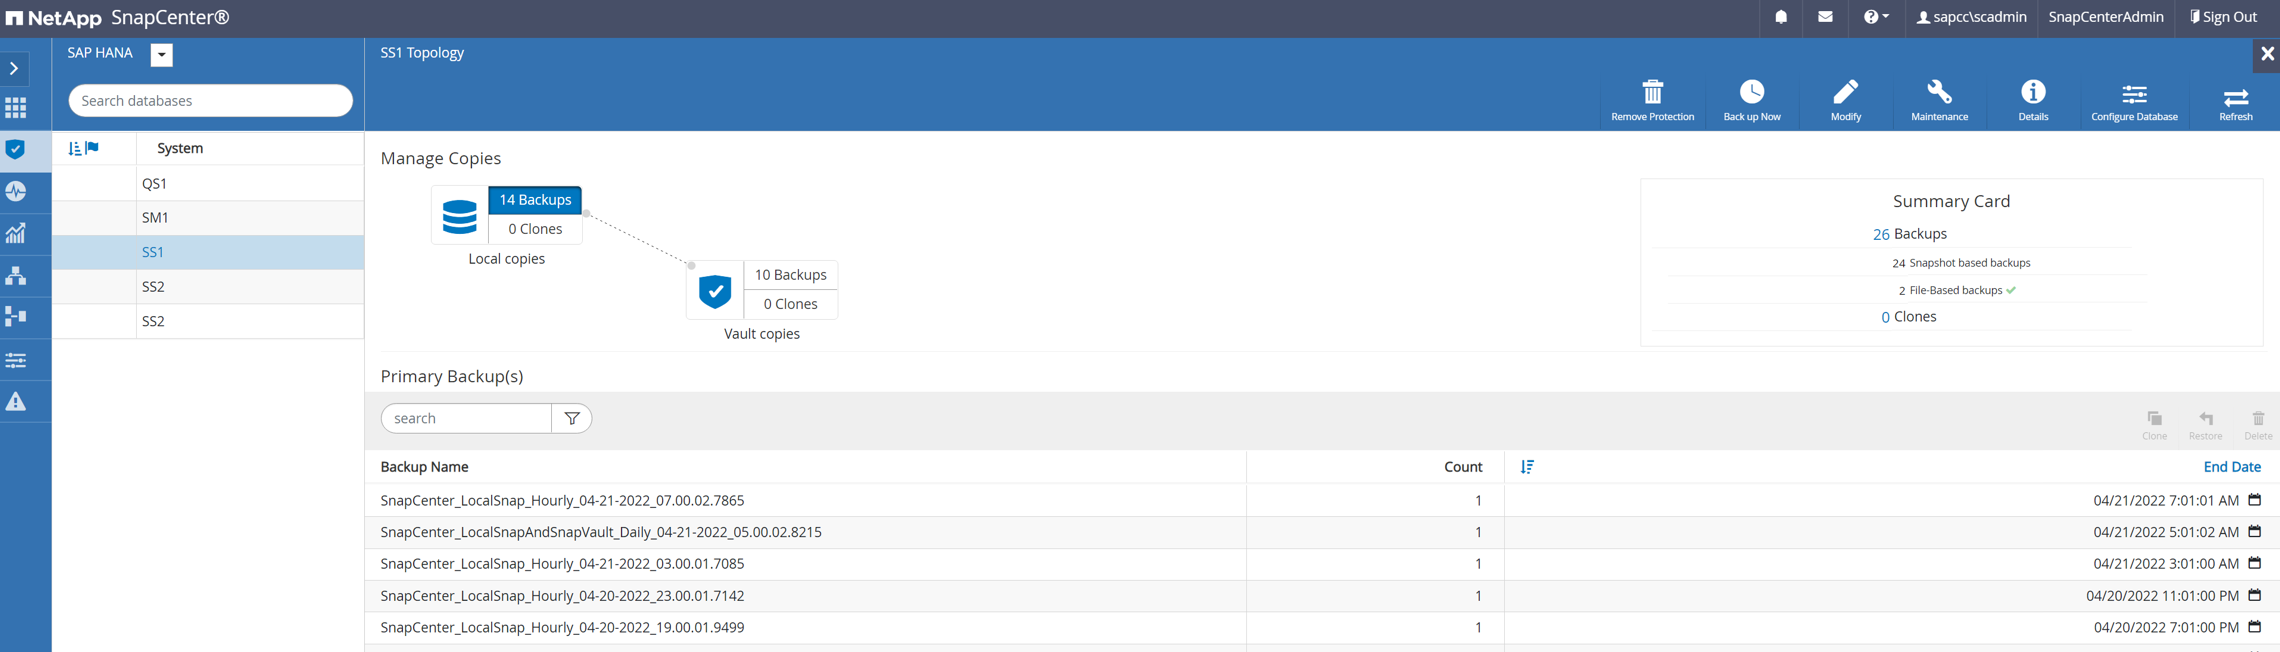 NetApp SnapCenter®
sapcc\scadmin
SnapCenterAdmin
Sign Out
SAP HANA
Search databases
System
QS1
SM1
SS1
SS2
SS2
SS1 Topology
Remove Protection
Back up Now
Modify
Maintenance
Details
Configure Database
Refresh
Manage Copies
14 Backups
0 Clones
Local copies
10 Backups
0 Clones
Vault copies
Summary Card
26 Backups
24 Snapshot based backups
2 File-Based backups
0 Clones
Primary Backup(s)
search
Clone
Restore
Delete
Backup Name Count End Date
SnapCenter_LocalSnap_Hourly_04-21-2022_07.00.02.7865 1 04/21/2022 7:01:01 AM
SnapCenter_LocalSnapAndSnapVault_Daily_04-21-2022_05.00.02.8215 1 04/21/2022 5:01:02 AM
SnapCenter_LocalSnap_Hourly_04-21-2022_03.00.01.7085 1 04/21/2022 3:01:00 AM
SnapCenter_LocalSnap_Hourly_04-20-2022_23.00.01.7142 1 04/20/2022 11:01:00 PM
SnapCenter_LocalSnap_Hourly_04-20-2022_19.00.01.9499 1 04/20/2022 7:01:00 PM